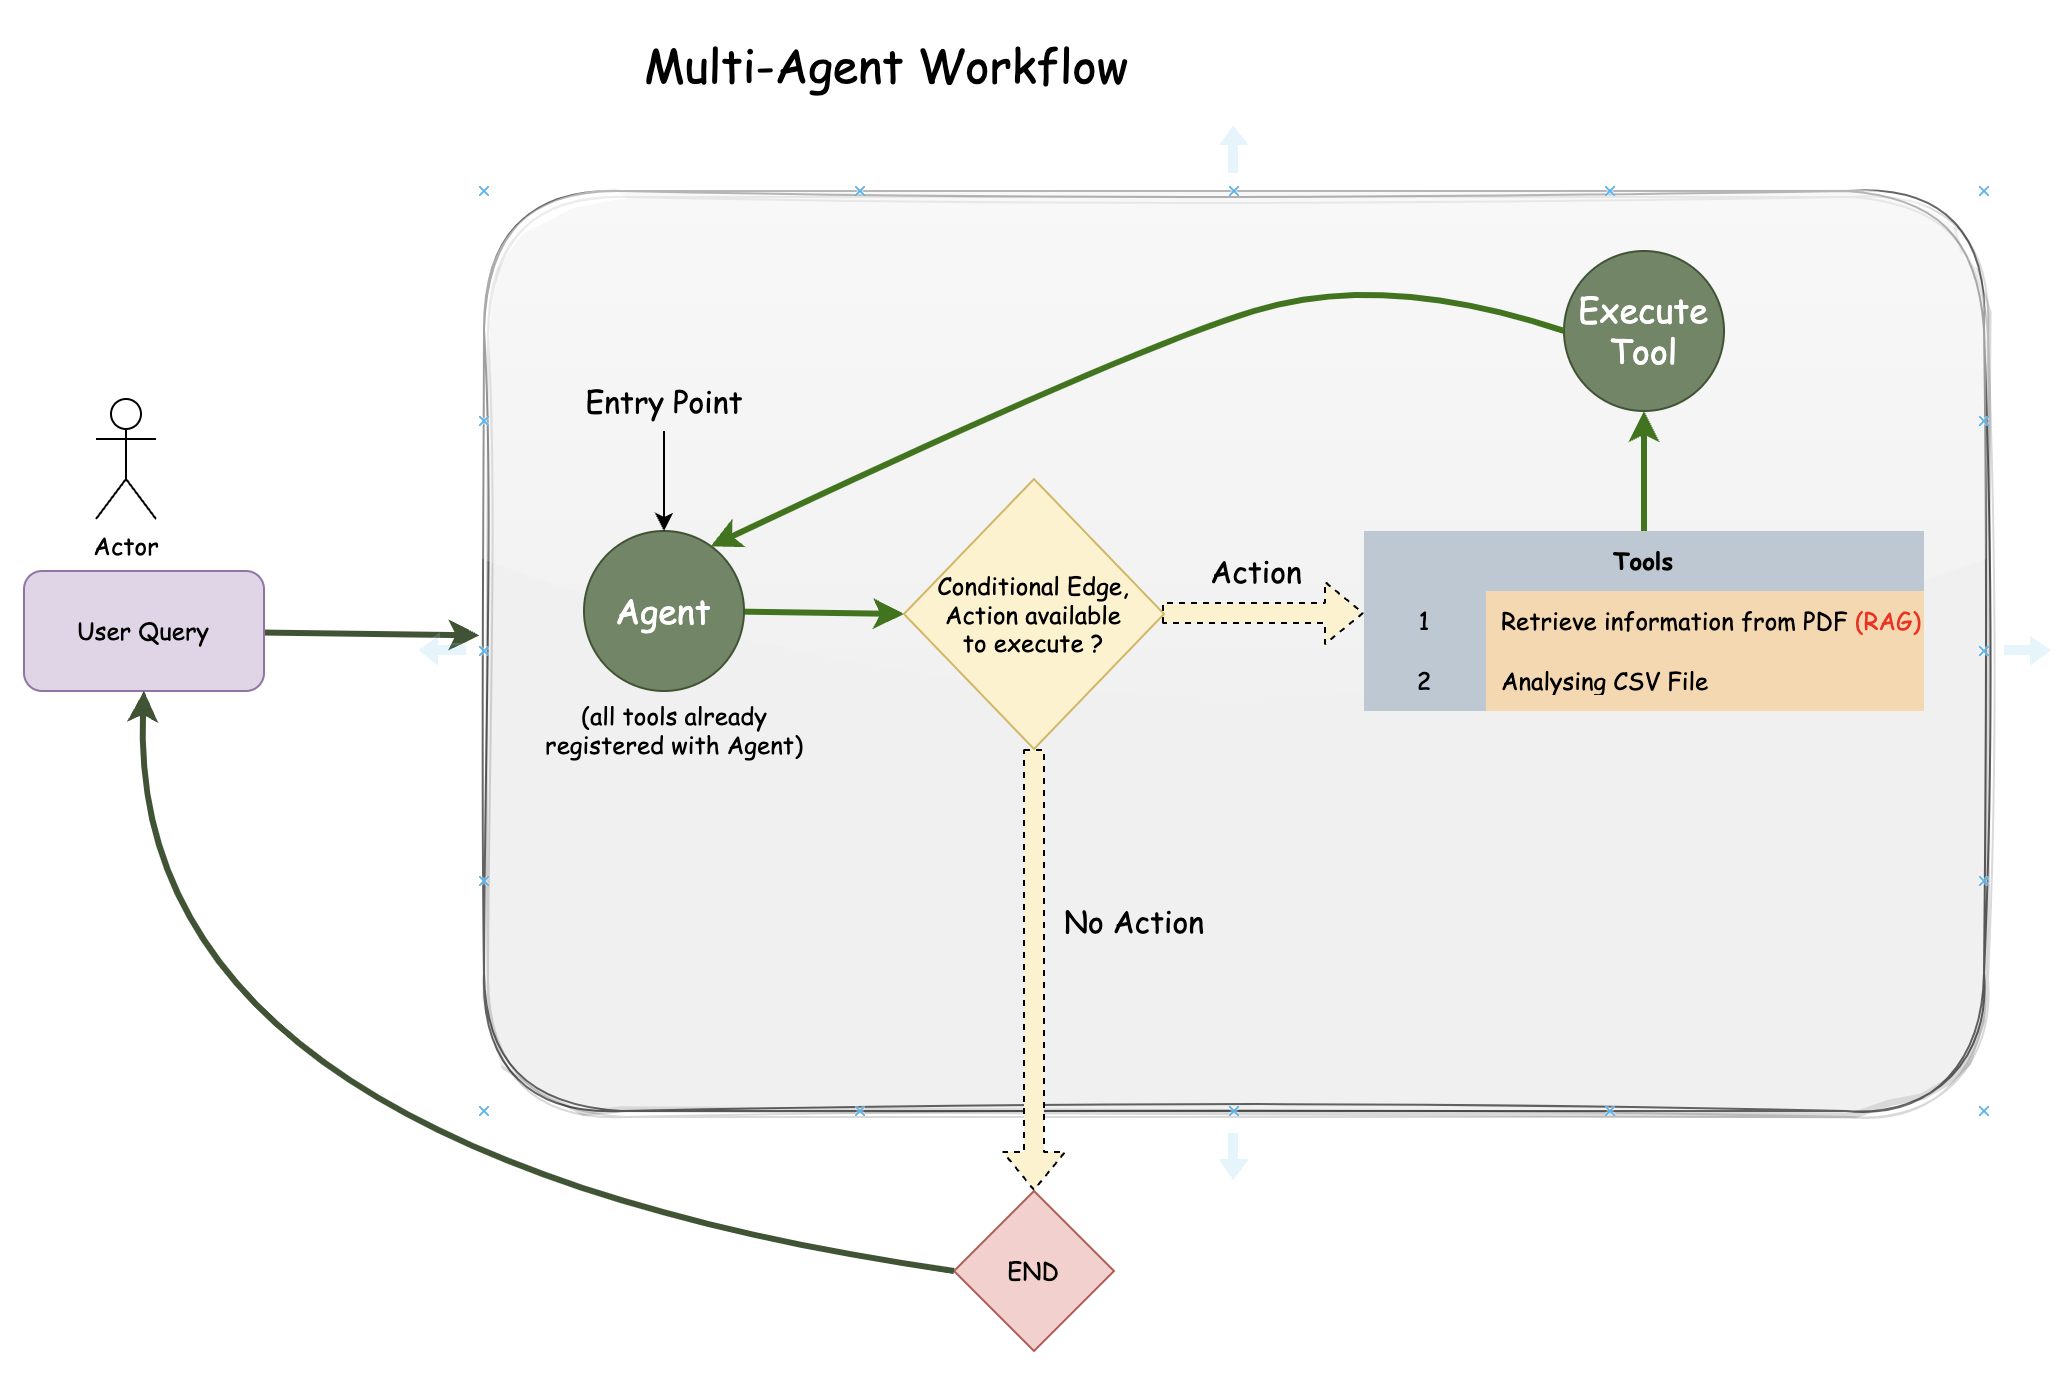 Multi-Agent Workflow
Execute
Tool
Entry Point
Actor
User Query
Agent
(all tools already
registered with Agent)
Conditional Edge,
Action available
to execute ?
Action
Tools
1 Retrieve information from PDF (RAG)
2 Analysing CSV File
No Action
END